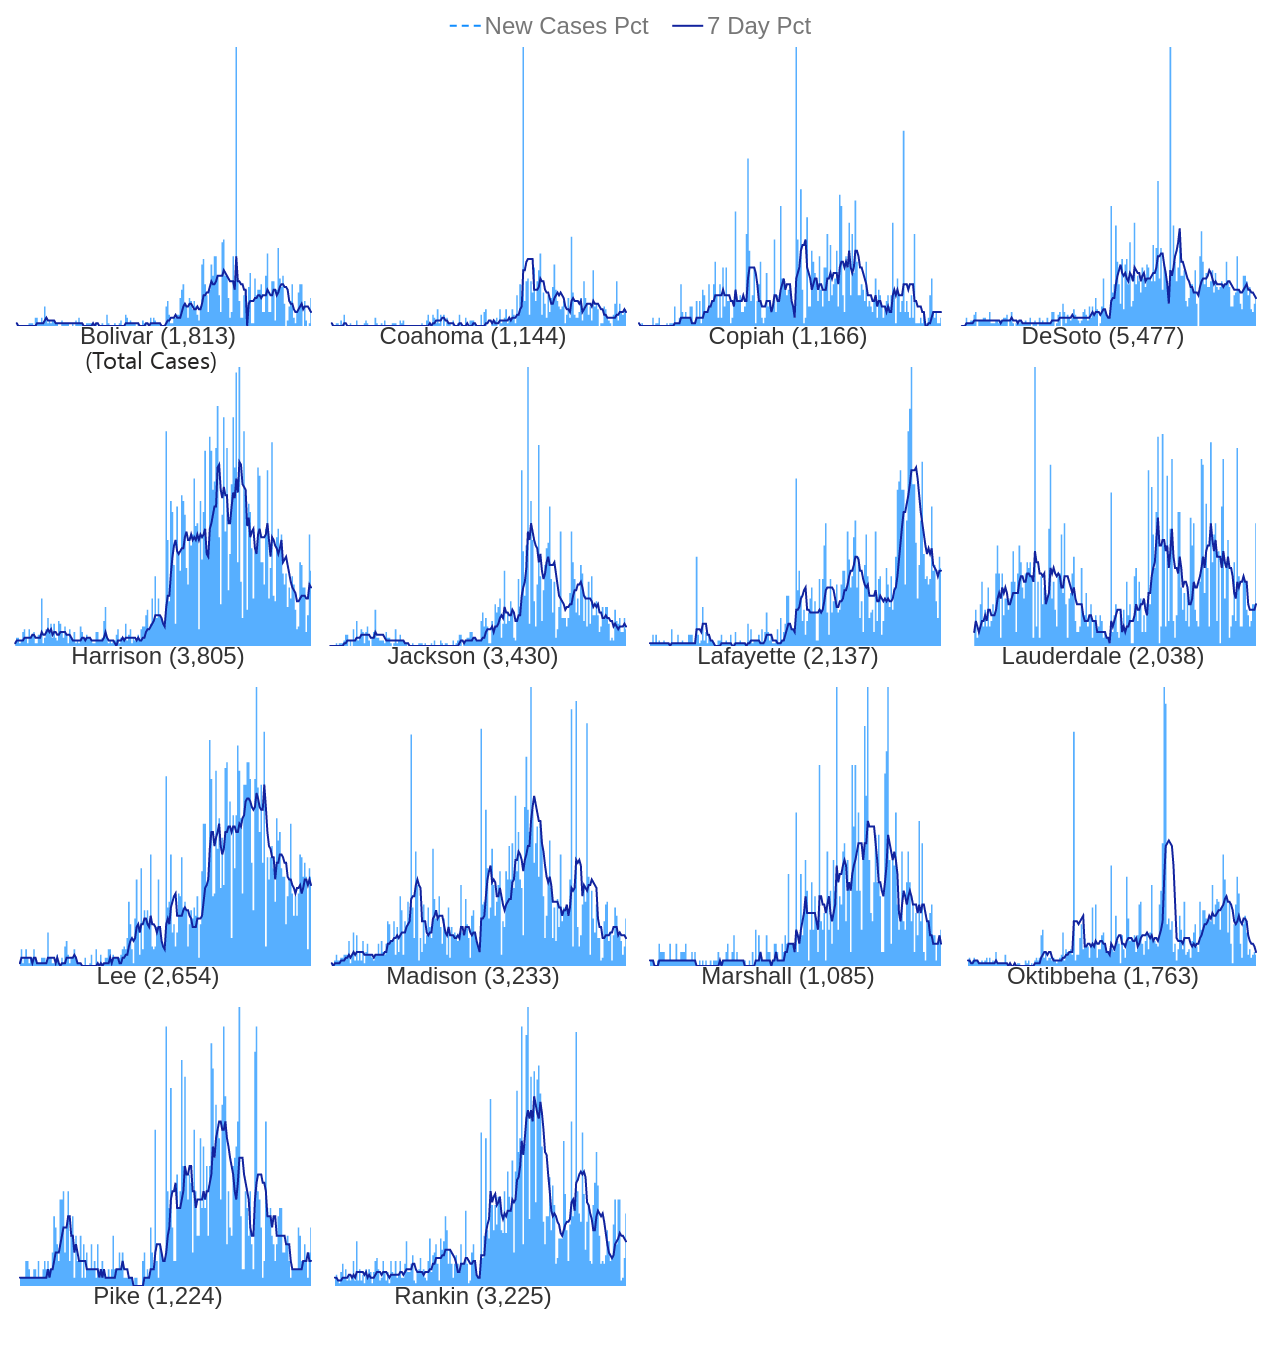 New Cases Pct 7 Day Pct
Bolivar (1,813) Coahoma (1,144) Copiah (1,166) DeSoto (5,477)
(Total Cases)
Harrison (3,805) Jackson (3,430) Lafayette (2,137) Lauderdale (2,038)
Lee (2,654) Madison (3,233) Marshall (1,085) Oktibbeha (1,763)
Pike (1,224) Rankin (3,225)